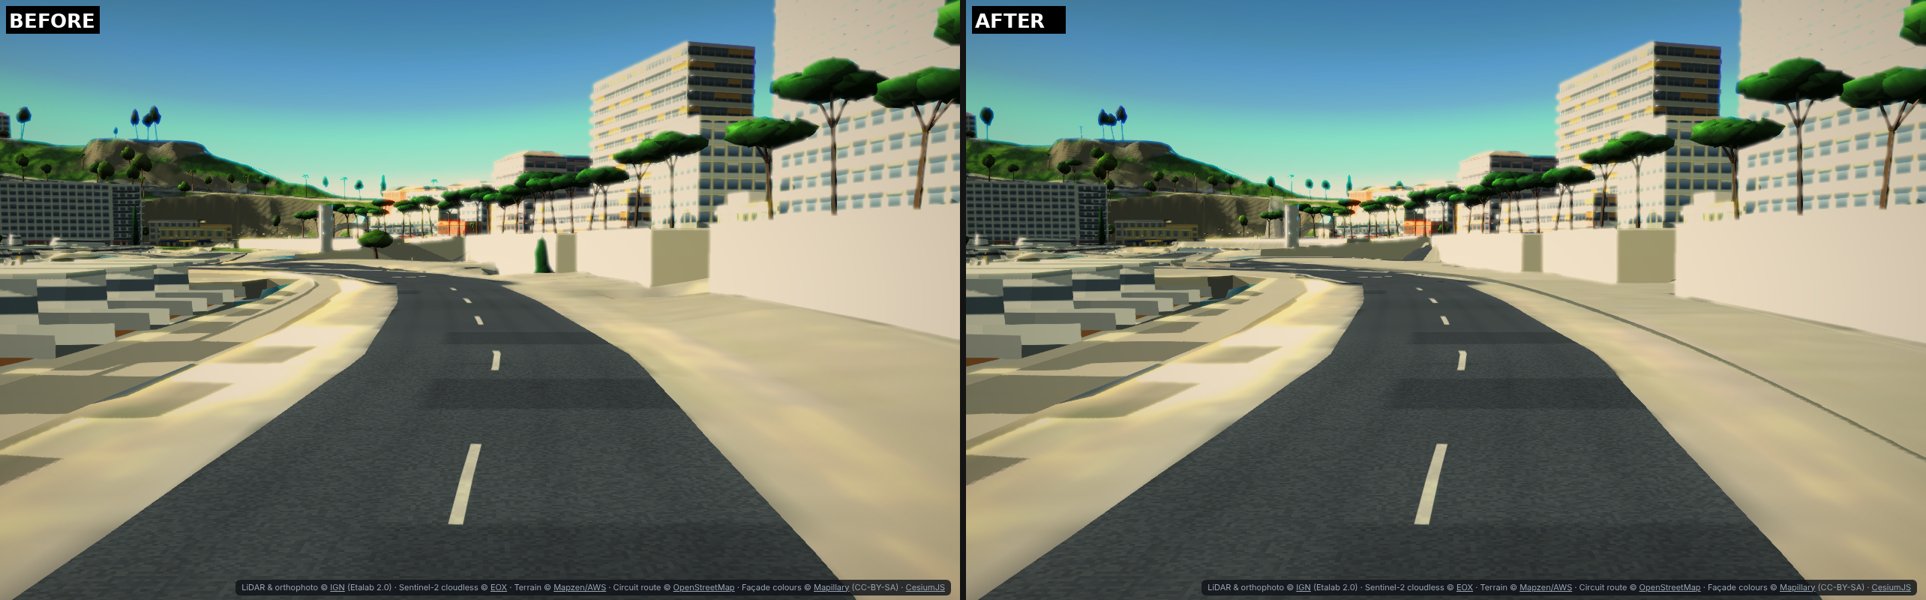 BEFORE
AFTER
LiDAR & orthophoto © IGN (Etalab 2.0) · Sentinel-2 cloudless © EOX · Terrain © Mapzen/AWS · Circuit route © OpenStreetMap · Façade colours © Mapillary (CC-BY-SA) · CesiumJS
LiDAR & orthophoto © IGN (Etalab 2.0) · Sentinel-2 cloudless © EOX · Terrain © Mapzen/AWS · Circuit route © OpenStreetMap · Façade colours © Mapillary (CC-BY-SA) · CesiumJS